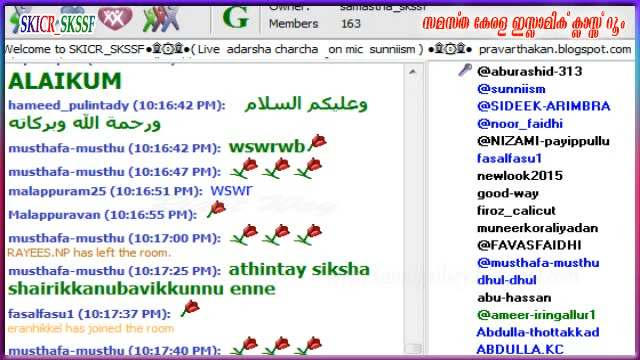 SKICR_SKSSF
Owner samastha_skssf
Members 163
സമസ്ത കേരള ഇസ്ലാമിക് ക്ലാസ്സ് റൂം
Welcome to SKICR_SKSSF●۩۞۩●( Live adarsha charcha on mic sunniism ) ●۩۞۩● pravarthakan.blogspot.com
ALAIKUM
hameed_pulintady (10:16:42 PM): وعليكم السلام
ورحمة الله وبركاته
musthafa-musthu (10:16:42 PM): wswrwb
musthafa-musthu (10:16:47 PM):
malappuram25 (10:16:51 PM): wswr
Malappuravan (10:16:55 PM):
musthafa-musthu (10:17:00 PM):
RAYEES.NP has left the room.
musthafa-musthu (10:17:25 PM): athintay siksha
shairikkanubavikkunnu enne
fasalfasu1 (10:17:37 PM):
eranhikkel has joined the room
musthafa-musthu (10:17:40 PM):
@aburashid-313
@sunniism
@SIDEEK-ARIMBRA
@noor_faidhi
@NIZAMI-payippullu
fasalfasu1
newlook2015
good-way
firoz_calicut
muneerkoraliyadan
@FAVASFAIDHI
@musthafa-musthu
dhul-dhul
abu-hassan
@ameer-iringallur1
Abdulla-thottakkad
ABDULLA.KC